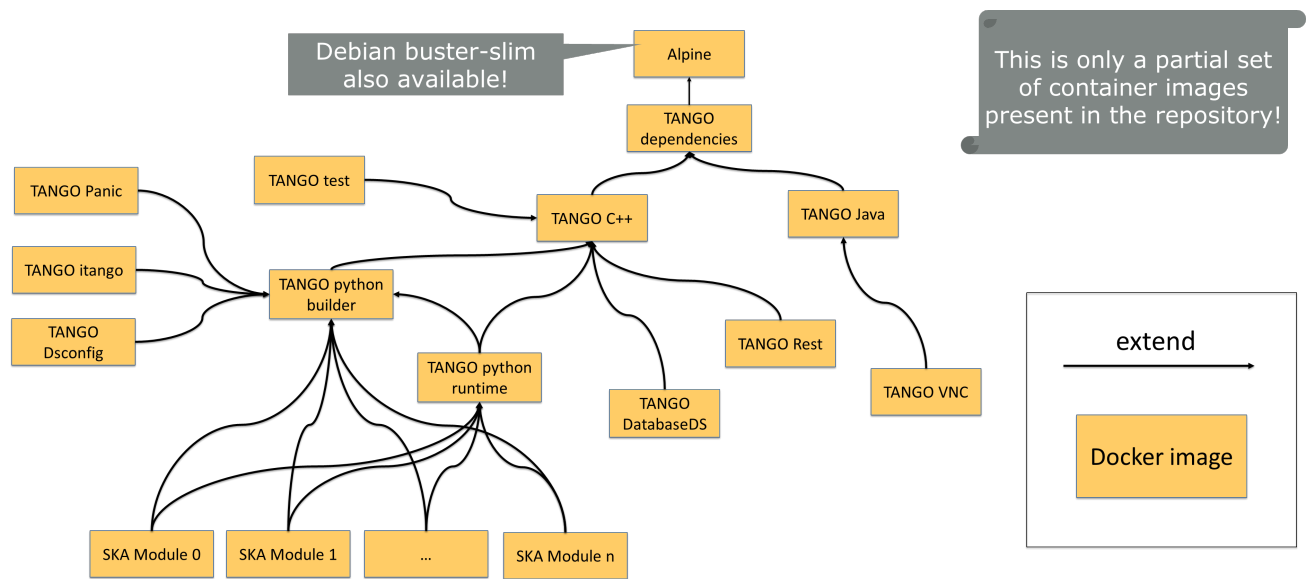 Debian buster-slim
also available!
Alpine
This is only a partial set
of container images
present in the repository!
TANGO
dependencies
TANGO Panic
TANGO test
TANGO C++
TANGO Java
TANGO itango
TANGO python
builder
TANGO
Dsconfig
TANGO python
runtime
TANGO Rest
TANGO
DatabaseDS
TANGO VNC
extend
Docker image
SKA Module 0
SKA Module 1
...
SKA Module n